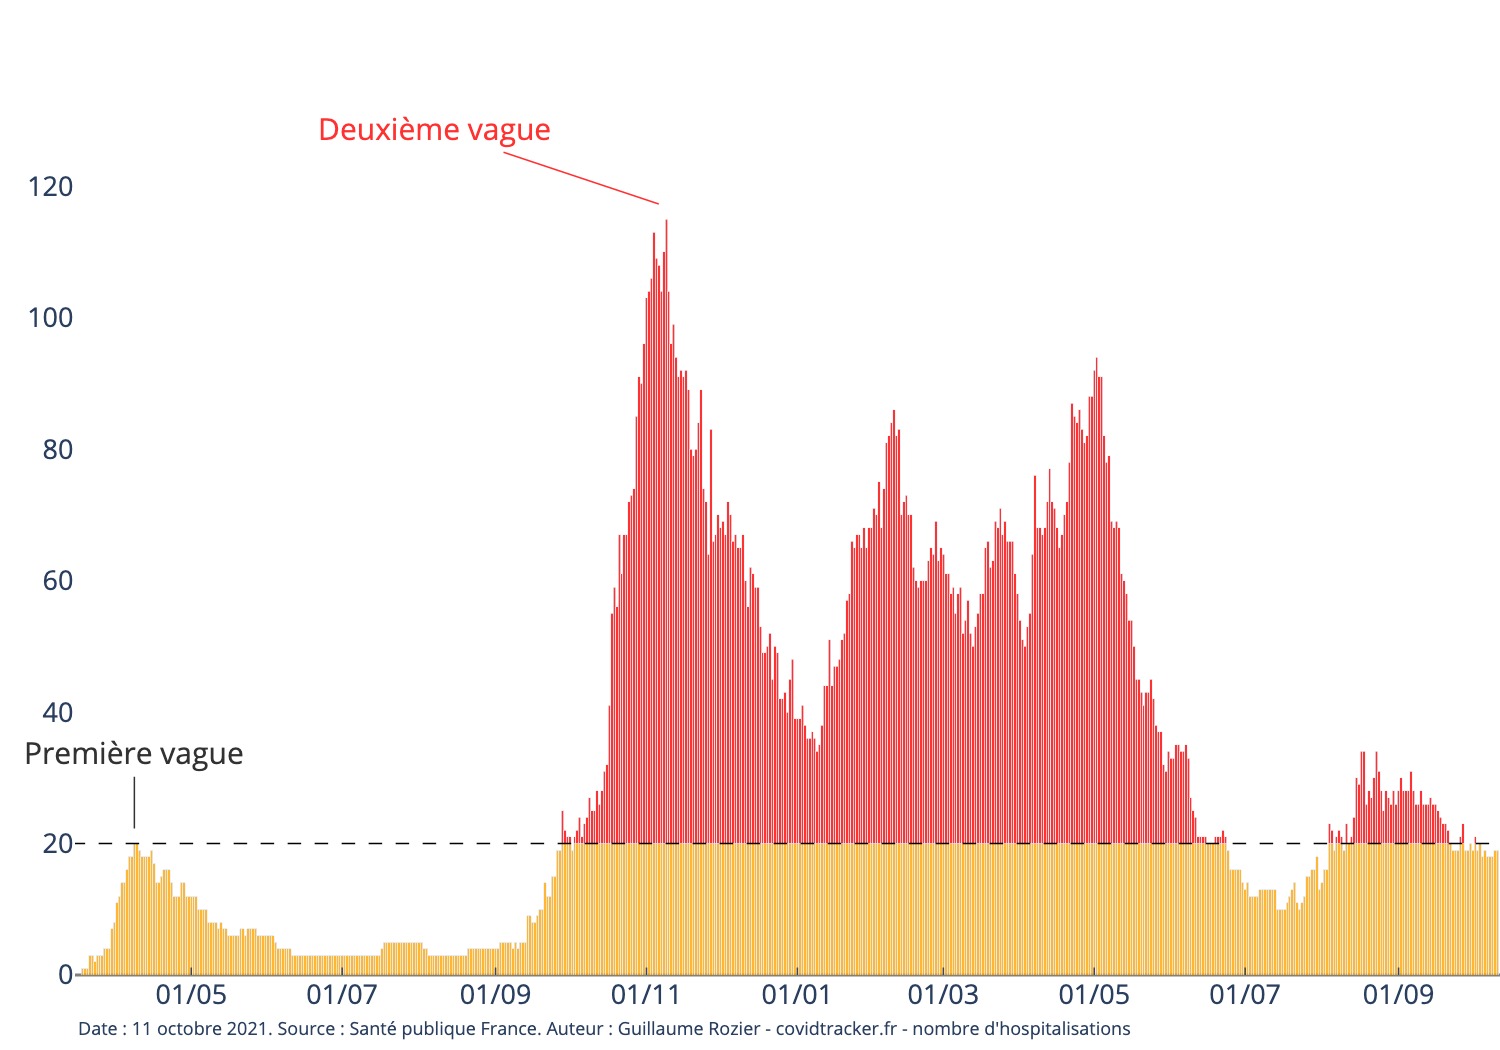 Deuxième vague
120
100
80
60
40
Première vague
20
0
01/05 01/07 01/09 01/11 01/01 01/03 01/05 01/07 01/09
Date : 11 octobre 2021. Source : Santé publique France. Auteur : Guillaume Rozier - covidtracker.fr - nombre d'hospitalisations